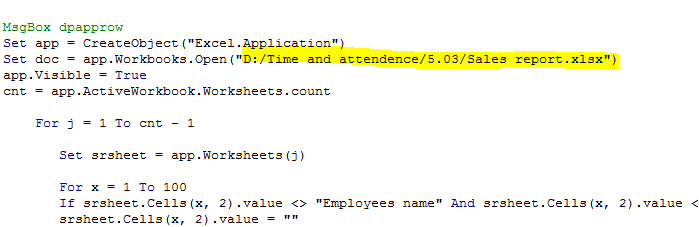 MsgBox dpapprow
Set app = CreateObject("Excel.Application")
Set doc = app.Workbooks.Open("D:/Time and attendence/5.03/Sales report.xlsx")
app.Visible = True
cnt = app.ActiveWorkbook.Worksheets.count
For j = 1 To cnt - 1
Set srsheet = app.Worksheets(j)
For x = 1 To 100
If srsheet.Cells(x, 2).value <> "Employees name" And srsheet.Cells(x, 2).value <
srsheet.Cells(x, 2).value = ""